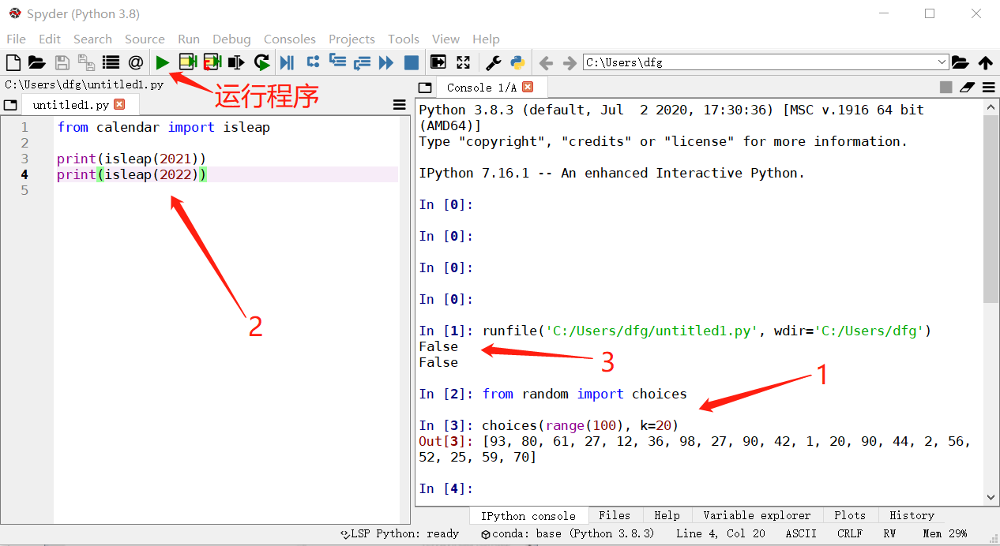 Spyder (Python 3.8)
File Edit Search Source Run Debug Consoles Projects Tools View Help
C:\Users\dfg
C:\Users\dfg\untitled1.py
运行程序
untitled1.py
1 from calendar import isleap
2
3 print(isleap(2021))
4 print(isleap(2022))
5
2
Console 1/A
Python 3.8.3 (default, Jul  2 2020, 17:30:36) [MSC v.1916 64 bit
(AMD64)]
Type "copyright", "credits" or "license" for more information.
IPython 7.16.1 -- An enhanced Interactive Python.
In [0]:
In [0]:
In [0]:
In [0]:
In [1]: runfile('C:/Users/dfg/untitled1.py', wdir='C:/Users/dfg')
False
False
3
1
In [2]: from random import choices
In [3]: choices(range(100), k=20)
Out[3]: [93, 80, 61, 27, 12, 36, 98, 27, 90, 42, 1, 20, 90, 44, 2, 56,
52, 25, 59, 70]
In [4]:
IPython console Files Help Variable explorer Plots History
LSP Python: ready conda: base (Python 3.8.3) Line 4, Col 20 ASCII CRLF RW Mem 29%